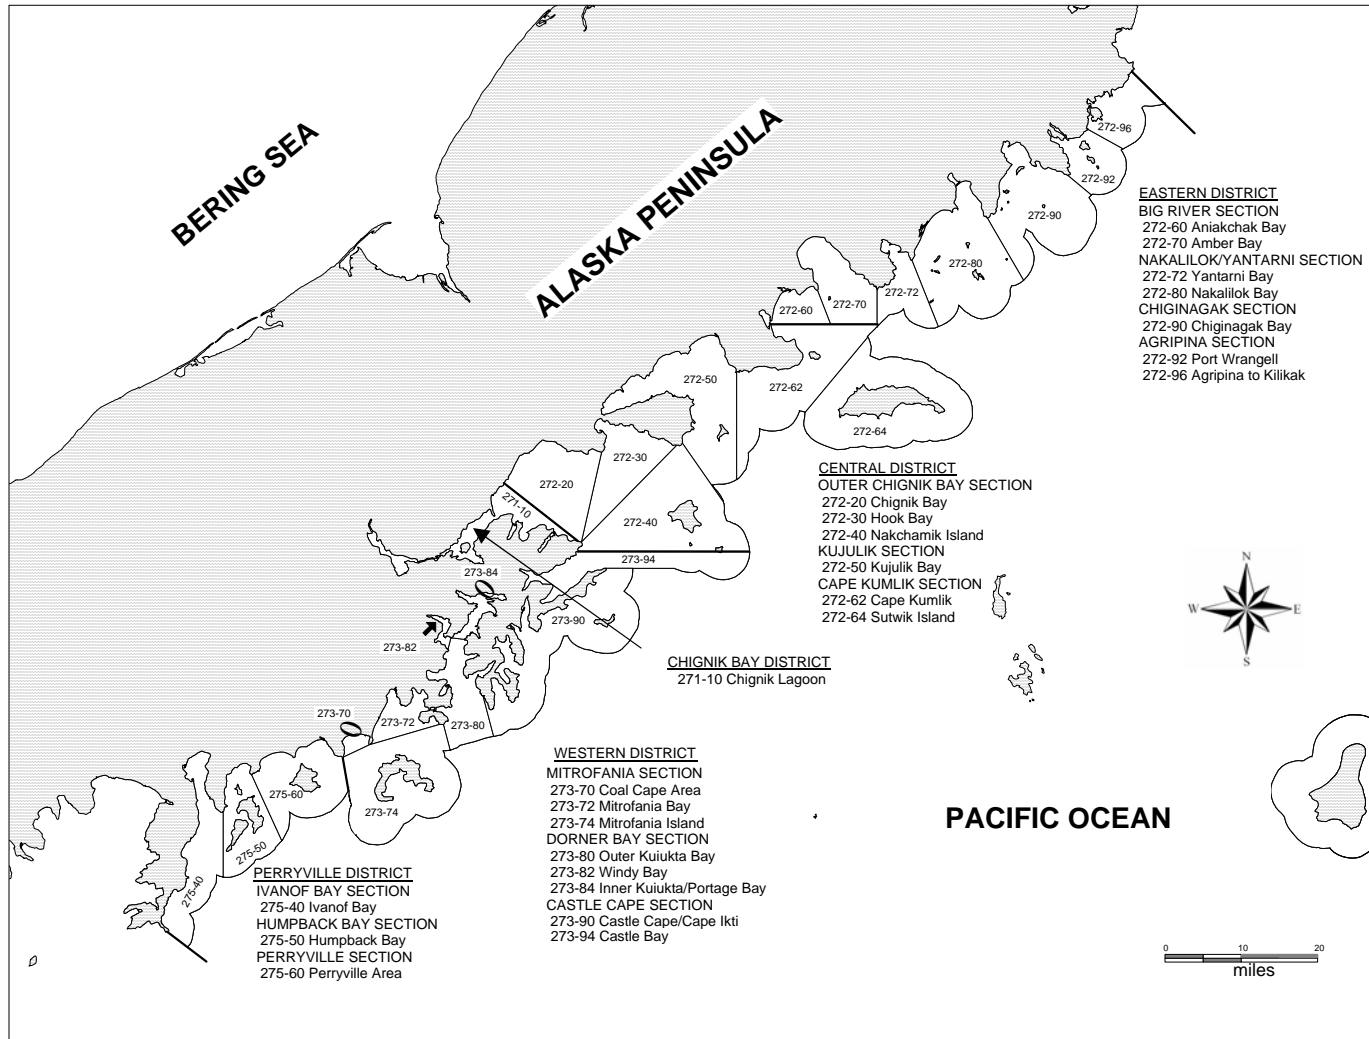 BERING SEA
ALASKA PENINSULA
272-96
272-92
272-90
272-80
272-72
272-70
272-60
272-62
272-64
272-50
272-30
272-20
272-40
271-10
273-94
273-84
273-90
273-82
273-80
273-72
273-70
273-74
275-60
275-50
275-40
EASTERN DISTRICT
BIG RIVER SECTION
272-60 Aniakchak Bay
272-70 Amber Bay
NAKALILOK/YANTARNI SECTION
272-72 Yantarni Bay
272-80 Nakalilok Bay
CHIGINAGAK SECTION
272-90 Chiginagak Bay
AGRIPINA SECTION
272-92 Port Wrangell
272-96 Agripina to Kilikak
CENTRAL DISTRICT
OUTER CHIGNIK BAY SECTION
272-20 Chignik Bay
272-30 Hook Bay
272-40 Nakchamik Island
KUJULIK SECTION
272-50 Kujulik Bay
CAPE KUMLIK SECTION
272-62 Cape Kumlik
272-64 Sutwik Island
N
W
E
S
CHIGNIK BAY DISTRICT
271-10 Chignik Lagoon
WESTERN DISTRICT
MITROFANIA SECTION
273-70 Coal Cape Area
273-72 Mitrofania Bay
273-74 Mitrofania Island
DORNER BAY SECTION
273-80 Outer Kuiukta Bay
273-82 Windy Bay
273-84 Inner Kuiukta/Portage Bay
CASTLE CAPE SECTION
273-90 Castle Cape/Cape Ikti
273-94 Castle Bay
PERRYVILLE DISTRICT
IVANOF BAY SECTION
275-40 Ivanof Bay
HUMPBACK BAY SECTION
275-50 Humpback Bay
PERRYVILLE SECTION
275-60 Perryville Area
PACIFIC OCEAN
0 10 20
miles